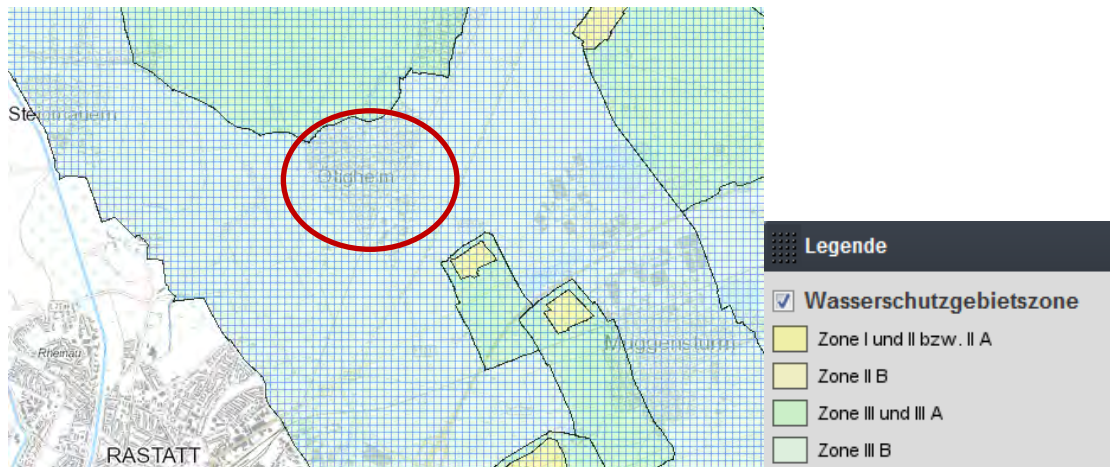 Steinmauern
Ötigheim
Muggensturm
Rheinau
RASTATT
Legende
Wasserschutzgebietszone
Zone I und II bzw. II A
Zone II B
Zone III und III A
Zone III B